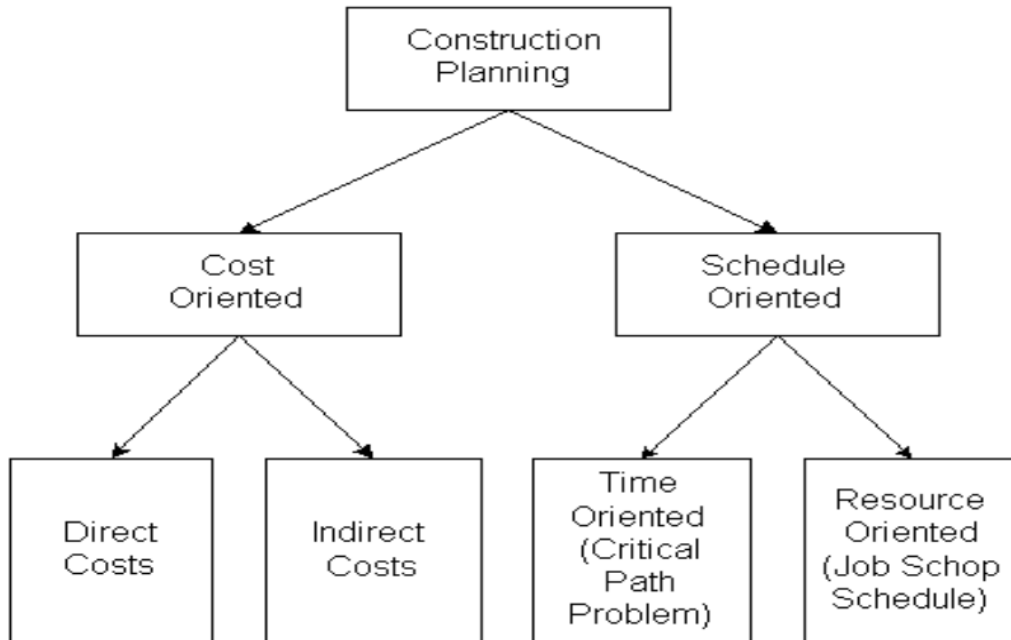 Construction
Planning
Cost
Oriented
Schedule
Oriented
Direct
Costs
Indirect
Costs
Time
Oriented
(Critical
Path
Problem)
Resource
Oriented
(Job Schop
Schedule)